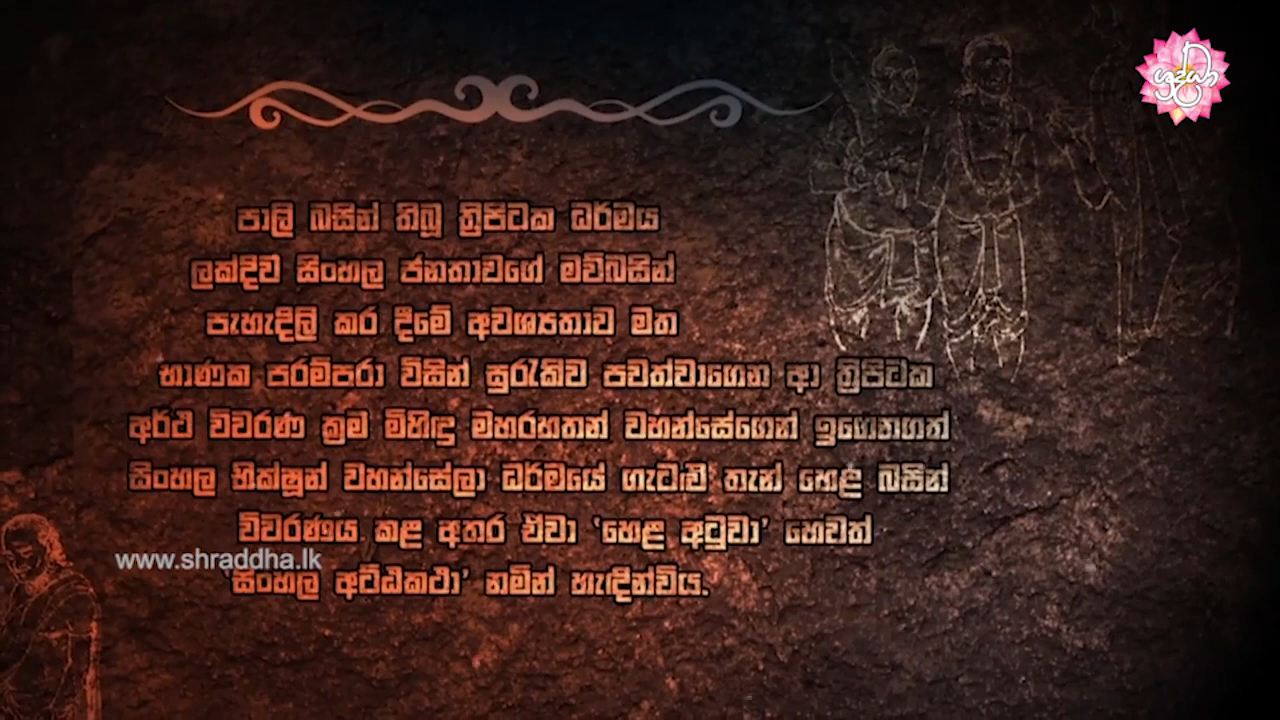 ශ්‍රද්ධා
පාලි බසින් තිබූ ත්‍රිපිටක ධර්මය
ලක්දිව සිංහල ජනතාවගේ මව්බසින්
පැහැදිලි කර දීමේ අවශ්‍යතාව මත
භාණක පරම්පරා විසින් සුරැකිව පවත්වාගෙන ආ ත්‍රිපිටක
අර්ථ විවරණ ක්‍රම මිහිඳු මහරහතන් වහන්සේගෙන් ඉගෙනගත්
සිංහල භික්ෂූන් වහන්සේලා ධර්මයේ ගැටළු තැන් හෙළ බසින්
විවරණය කළ අතර ඒවා 'හෙළ අටුවා' හෙවත්
www.shraddha.lk
'සිංහල අට්ඨකථා' නමින් හැඳින්විය.